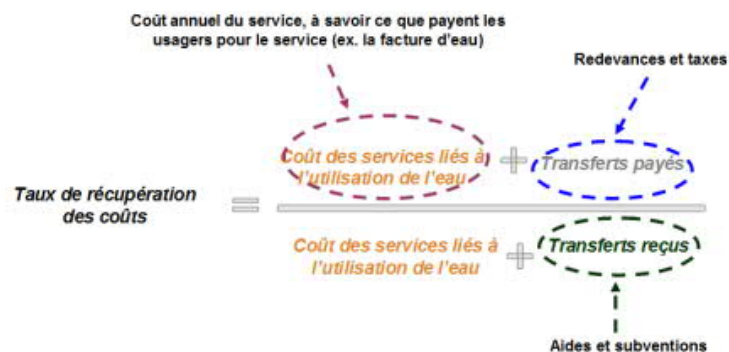 Coût annuel du service, à savoir ce que payent les
usagers pour le service (ex. la facture d'eau)
Redevances et taxes
Coût des services liés à
l'utilisation de l'eau
+
Transferts payés
Taux de récupération
des coûts
=
Coût des services liés à
l'utilisation de l'eau
+
Transferts reçus
Aides et subventions